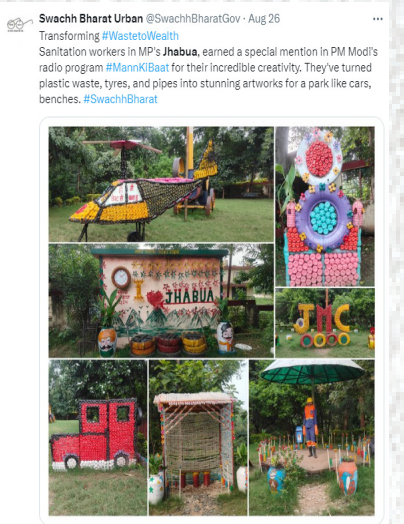 Swachh Bharat Urban @SwachhBharatGov · Aug 26
Transforming #WastetoWealth
Sanitation workers in MP's Jhabua, earned a special mention in PM Modi's
radio program #MannKiBaat for their incredible creativity. They've turned
plastic waste, tyres, and pipes into stunning artworks for a park like cars,
benches. #SwachhBharat
I JHABUA
JMC